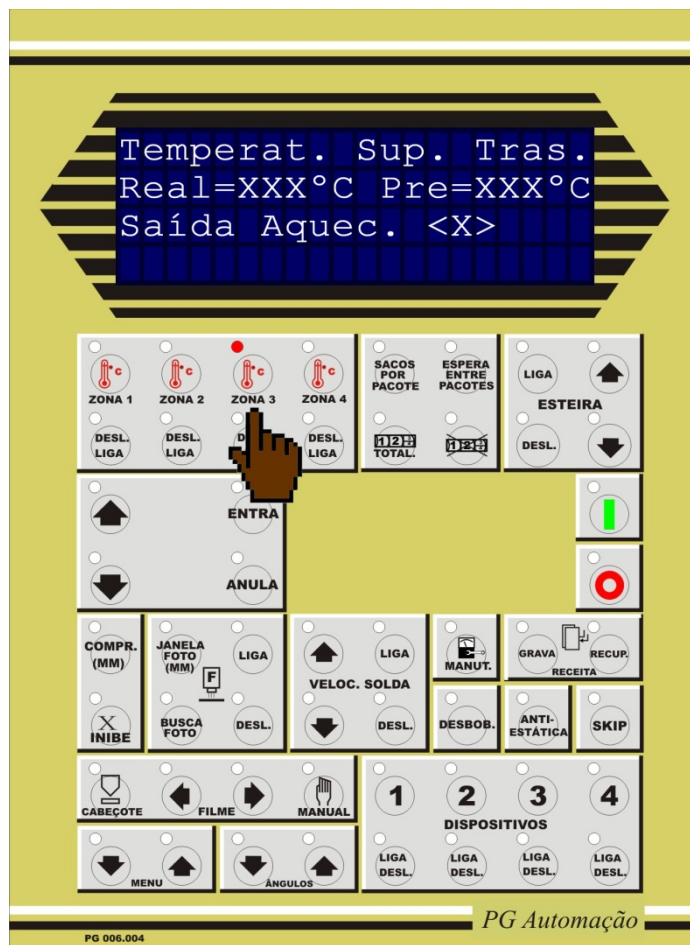 Temperat. Sup. Tras.
Real=XXX°C Pre=XXX°C
Saída Aquec. <X>
°C °C °C °C
ZONA 1 ZONA 2 ZONA 3 ZONA 4
DESL. LIGA
DESL. LIGA
DESL. LIGA
SACOS POR PACOTE
ESPERA ENTRE PACOTES
TOTAL.
LIGA
ESTEIRA
DESL.
ENTRA
ANULA
COMPR. (MM)
X
INIBE
JANELA FOTO (MM)
LIGA
F
BUSCA FOTO
DESL.
LIGA
VELOC. SOLDA
DESL.
MANUT.
GRAVA
RECUP.
RECEITA
DESBOB.
ANTI-ESTÁTICA
SKIP
CABEÇOTE
FILME
MANUAL
MENU
ÂNGULOS
1 2 3 4
DISPOSITIVOS
LIGA DESL.
LIGA DESL.
LIGA DESL.
LIGA DESL.
PG Automação
PG 006.004